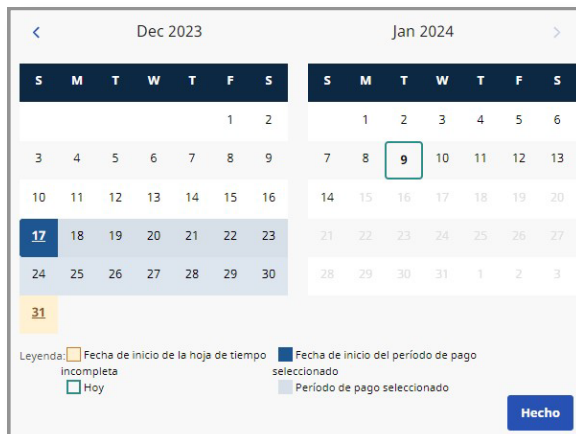 Dec 2023
S M T W T F S
1 2
3 4 5 6 7 8 9
10 11 12 13 14 15 16
17 18 19 20 21 22 23
24 25 26 27 28 29 30
31
Jan 2024
S M T W T F S
1 2 3 4 5 6
7 8 9 10 11 12 13
14 15 16 17 18 19 20
21 22 23 24 25 26 27
28 29 30 31 1 2 3
Leyenda: Fecha de inicio de la hoja de tiempo
incompleta
Fecha de inicio del período de pago
seleccionado
Hoy
Período de pago seleccionado
Hecho